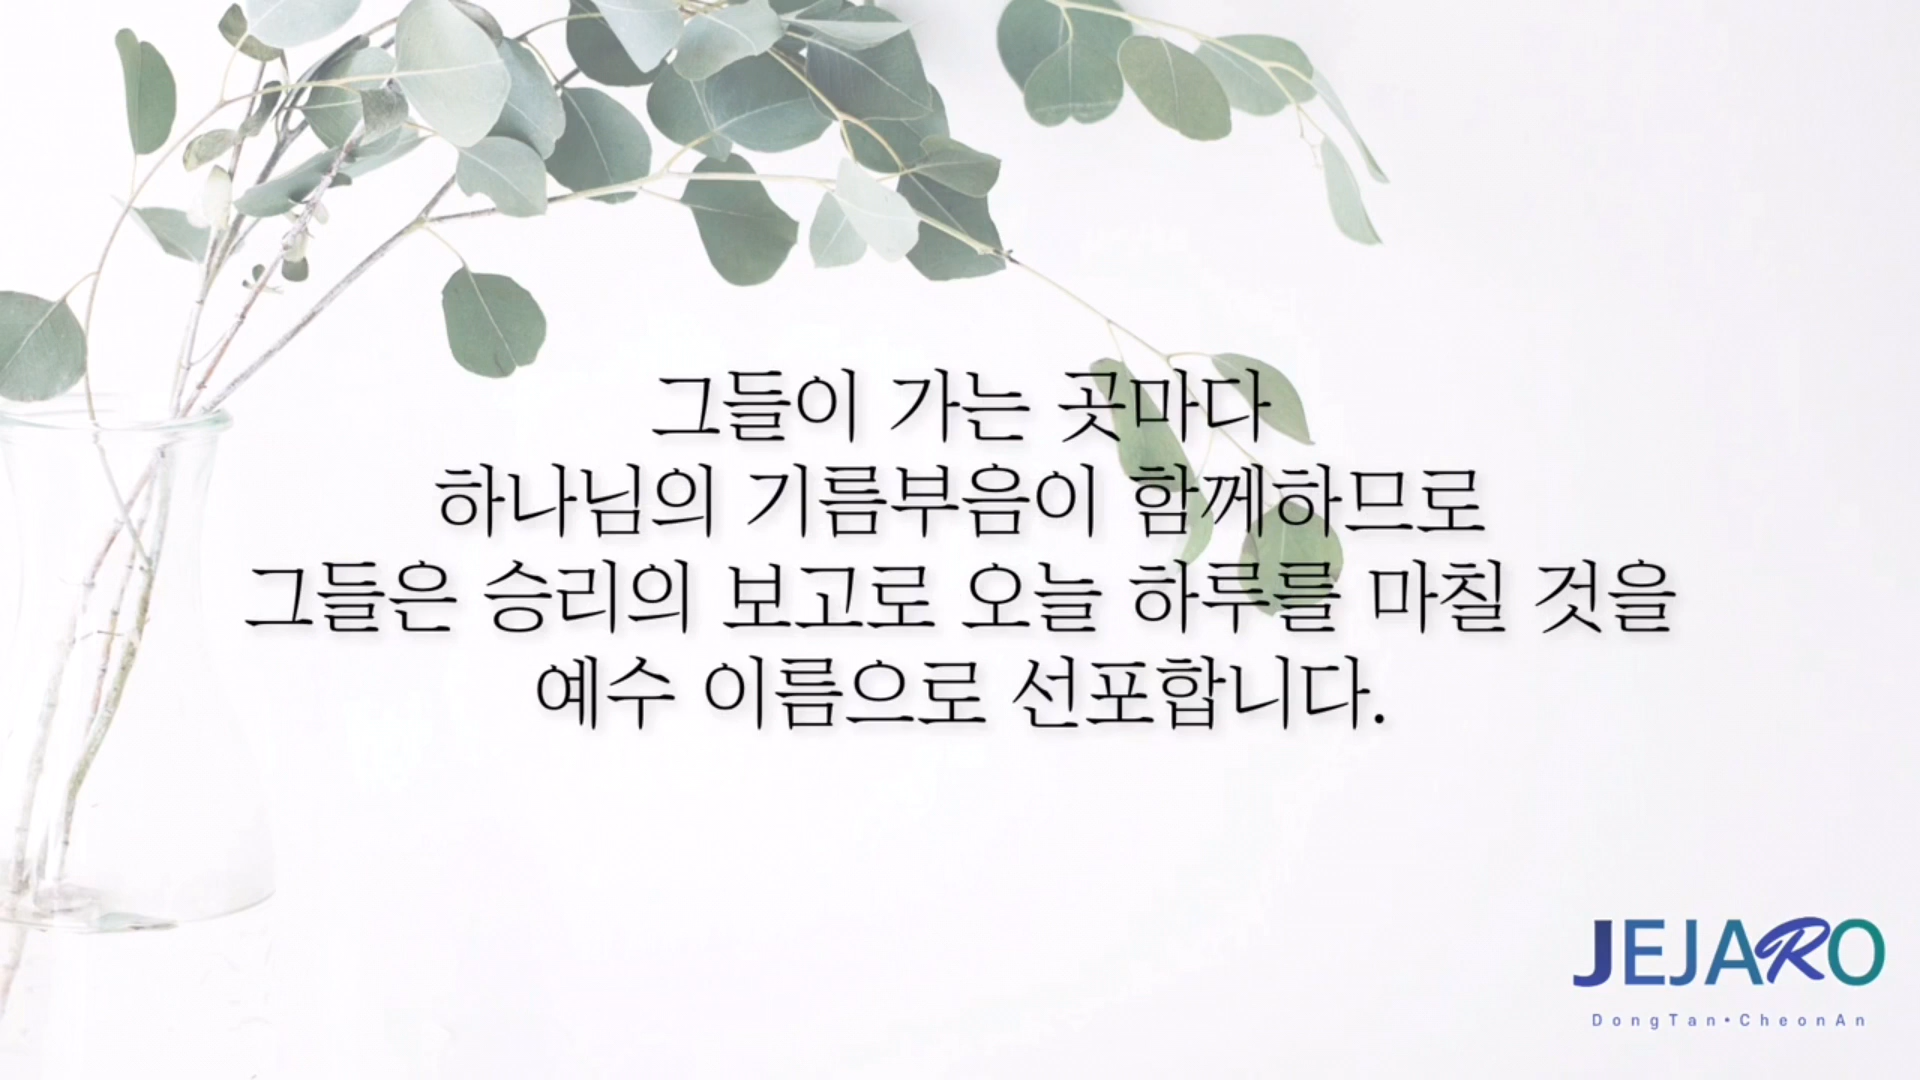 그들이 가는 곳마다
하나님의 기름부음이 함께하므로
그들은 승리의 보고로 오늘 하루를 마칠 것을
예수 이름으로 선포합니다.
JEJARO
DongTan•CheonAn